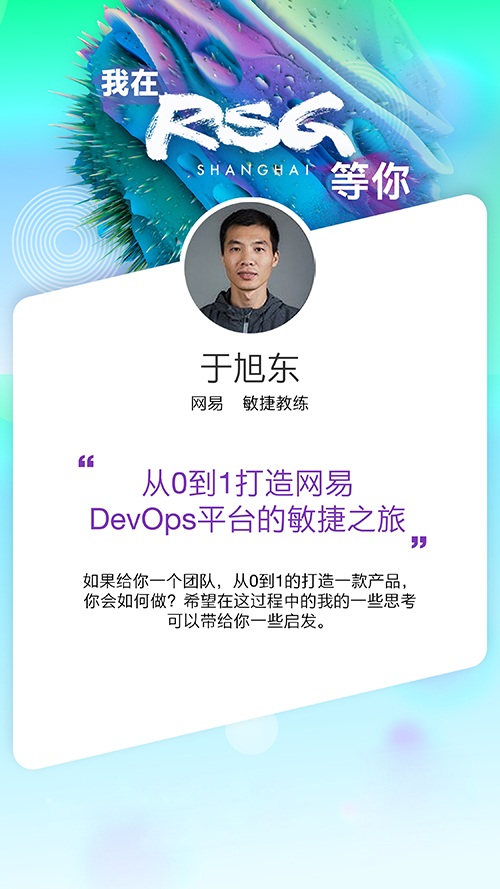 我在
RSG
SHANGHAI
等你
于旭东
网易 敏捷教练
“从0到1打造网易
DevOps平台的敏捷之旅”
如果给你一个团队，从0到1的打造一款产品，
你会如何做？希望在这过程中的我的一些思考
可以带给你一些启发。